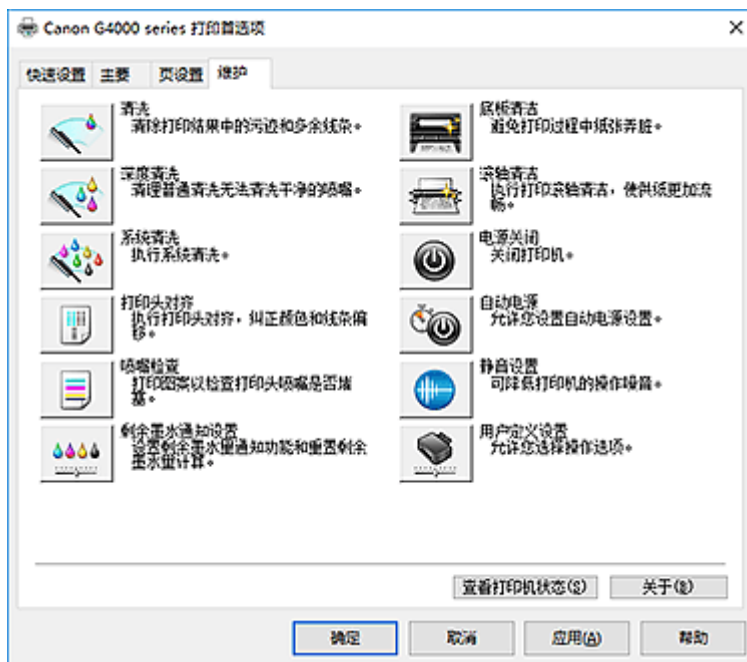 Canon G4000 series 打印首选项
快速设置 主要 页设置 维护
清洗
清除打印结果中的污迹和多余线条。
深度清洗
清理普通清洗无法清洗干净的喷嘴。
系统清洗
执行系统清洗。
打印头对齐
执行打印头对齐，纠正颜色和线条偏
移。
喷嘴检查
打印图案以检查打印头喷嘴是否堵
塞。
剩余墨水通知设置
设置剩余墨水量通知功能和重置剩余
墨水量计算。
底板清洁
避免打印过程中纸张弄脏。
滚轴清洁
执行打印滚轴清洁，使供纸更加流
畅。
电源关闭
关闭打印机。
自动电源
允许您设置自动电源设置。
静音设置
可降低打印机的操作噪音。
用户定义设置
允许您选择操作选项。
查看打印机状态(S) 关于(B)
确定 取消 应用(A) 帮助